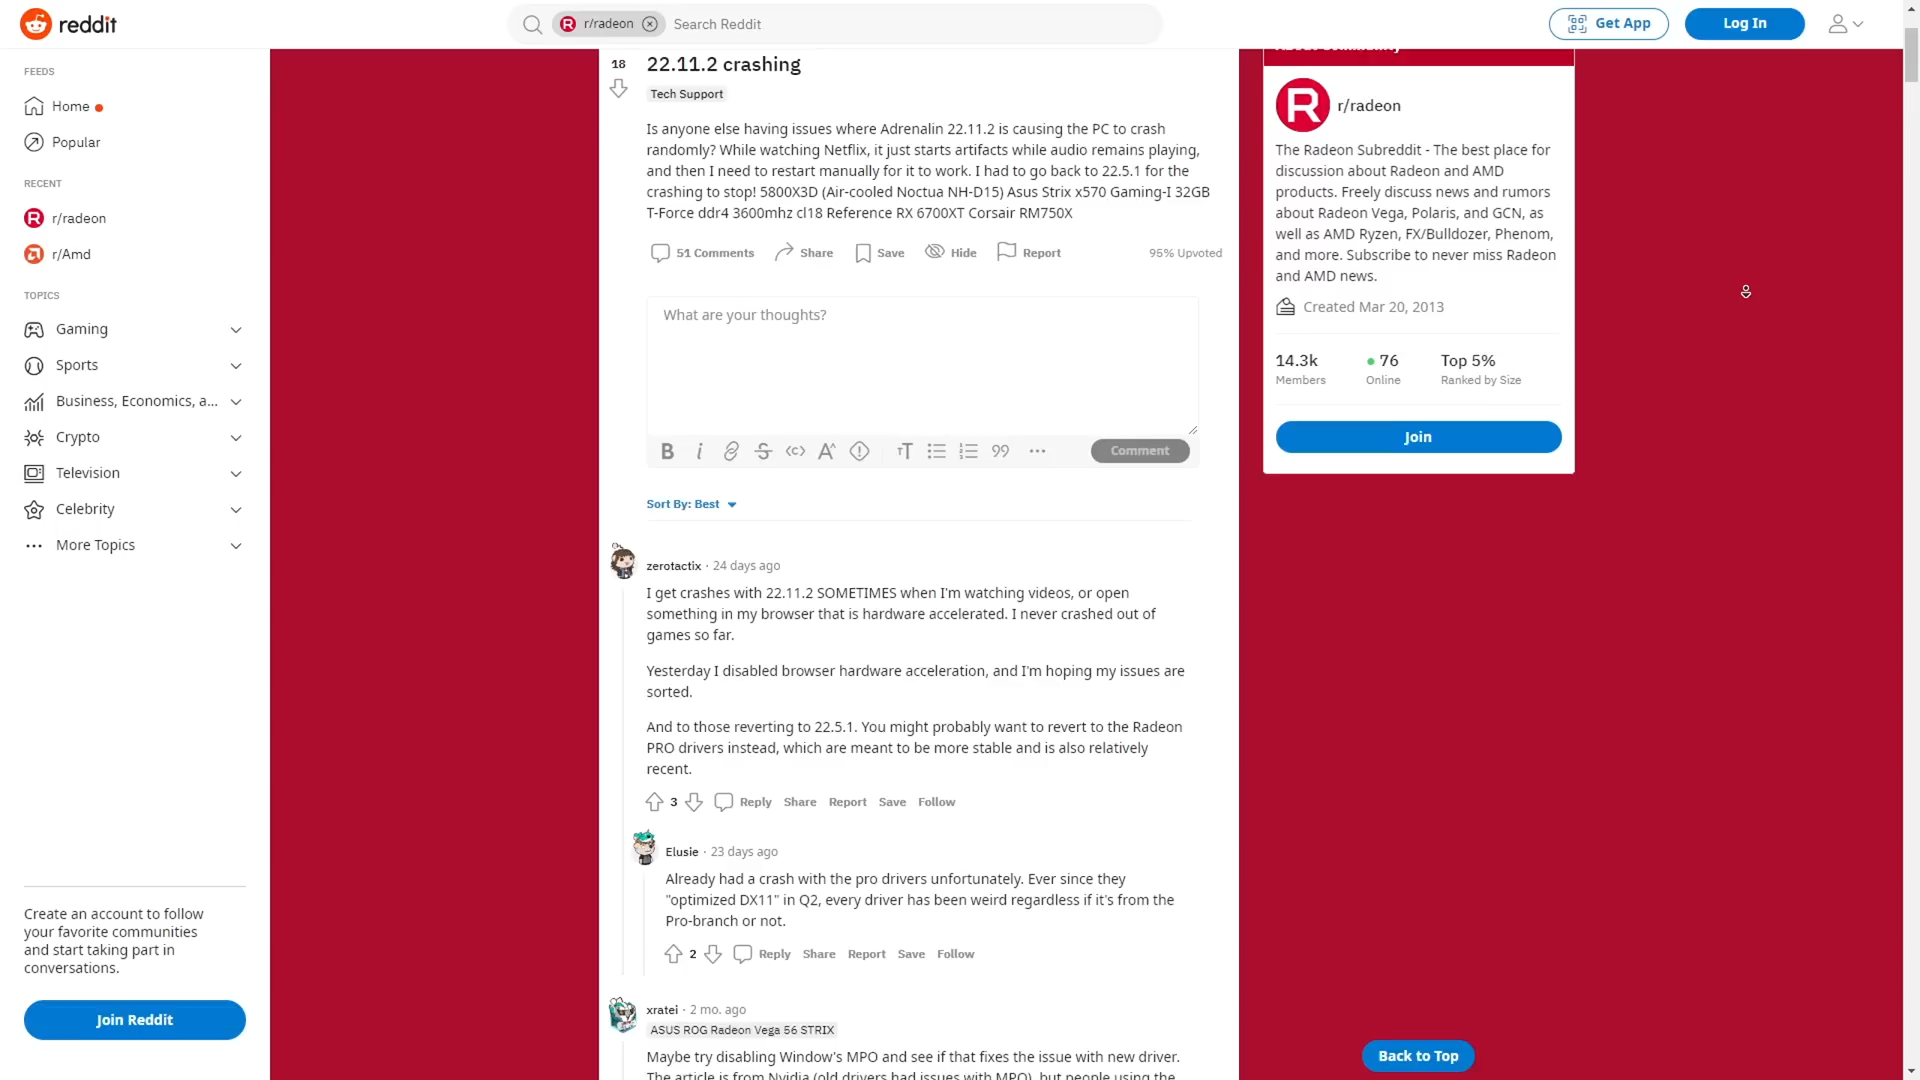 reddit
r/radeon
Search Reddit
Get App
Log In
FEEDS
Home
Popular
RECENT
r/radeon
r/Amd
TOPICS
Gaming
Sports
Business, Economics, a...
Crypto
Television
Celebrity
More Topics
Create an account to follow
your favorite communities
and start taking part in
conversations.
Join Reddit
18
22.11.2 crashing
Tech Support
Is anyone else having issues where Adrenalin 22.11.2 is causing the PC to crash
randomly? While watching Netflix, it just starts artifacts while audio remains playing,
and then I need to restart manually for it to work. I had to go back to 22.5.1 for the
crashing to stop! 5800X3D (Air-cooled Noctua NH-D15) Asus Strix x570 Gaming-I 32GB
T-Force ddr4 3600mhz cl18 Reference RX 6700XT Corsair RM750X
51 Comments Share Save Hide Report 95% Upvoted
What are your thoughts?
Comment
Sort By: Best
zerotactix · 24 days ago
I get crashes with 22.11.2 SOMETIMES when I'm watching videos, or open
something in my browser that is hardware accelerated. I never crashed out of
games so far.
Yesterday I disabled browser hardware acceleration, and I'm hoping my issues are
sorted.
And to those reverting to 22.5.1. You might probably want to revert to the Radeon
PRO drivers instead, which are meant to be more stable and is also relatively
recent.
3 Reply Share Report Save Follow
Elusie · 23 days ago
Already had a crash with the pro drivers unfortunately. Ever since they
"optimized DX11" in Q2, every driver has been weird regardless if it's from the
Pro-branch or not.
2 Reply Share Report Save Follow
xratei · 2 mo. ago
ASUS ROG Radeon Vega 56 STRIX
Maybe try disabling Window's MPO and see if that fixes the issue with new driver.
The article is from Nvidia (old drivers had issues with MPO), but people using the
r/radeon
The Radeon Subreddit - The best place for
discussion about Radeon and AMD
products. Freely discuss news and rumors
about Radeon Vega, Polaris, and GCN, as
well as AMD Ryzen, FX/Bulldozer, Phenom,
and more. Subscribe to never miss Radeon
and AMD news.
Created Mar 20, 2013
14.3k 76 Top 5%
Members Online Ranked by Size
Join
Back to Top